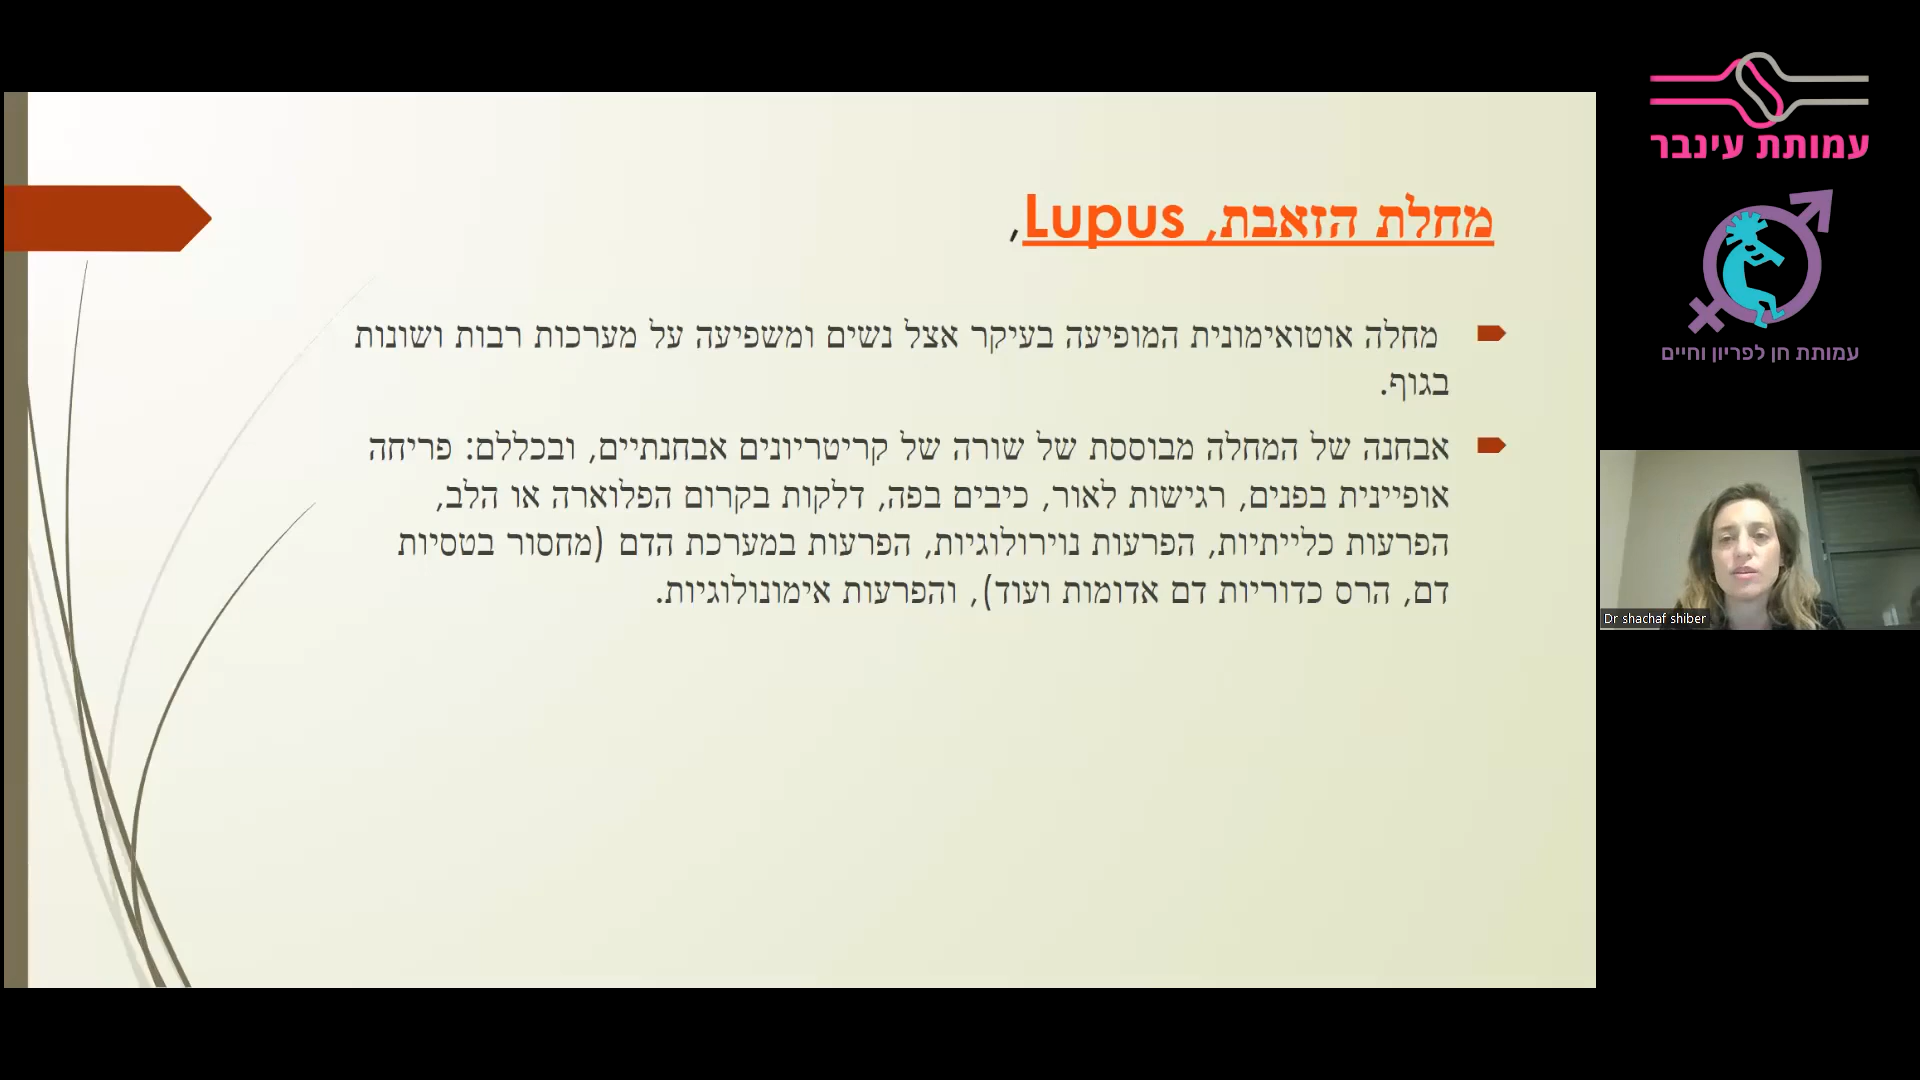 מחלת הזאבת, Lupus,
מחלה אוטואימונית המופיעה בעיקר אצל נשים ומשפיעה על מערכות רבות ושונות
בגוף.
אבחנה של המחלה מבוססת של שורה של קריטריונים אבחנתיים, ובכללם: פריחה
אופיינית בפנים, רגישות לאור, כיבים בפה, דלקות בקרום הפלוארה או הלב,
הפרעות כלייתיות, הפרעות נוירולוגיות, הפרעות במערכת הדם (מחסור בטסיות
דם, הרס כדוריות דם אדומות ועוד), והפרעות אימונולוגיות.
עמותת עינבר
עמותת חן לפריון וחיים
Dr shachaf shiber